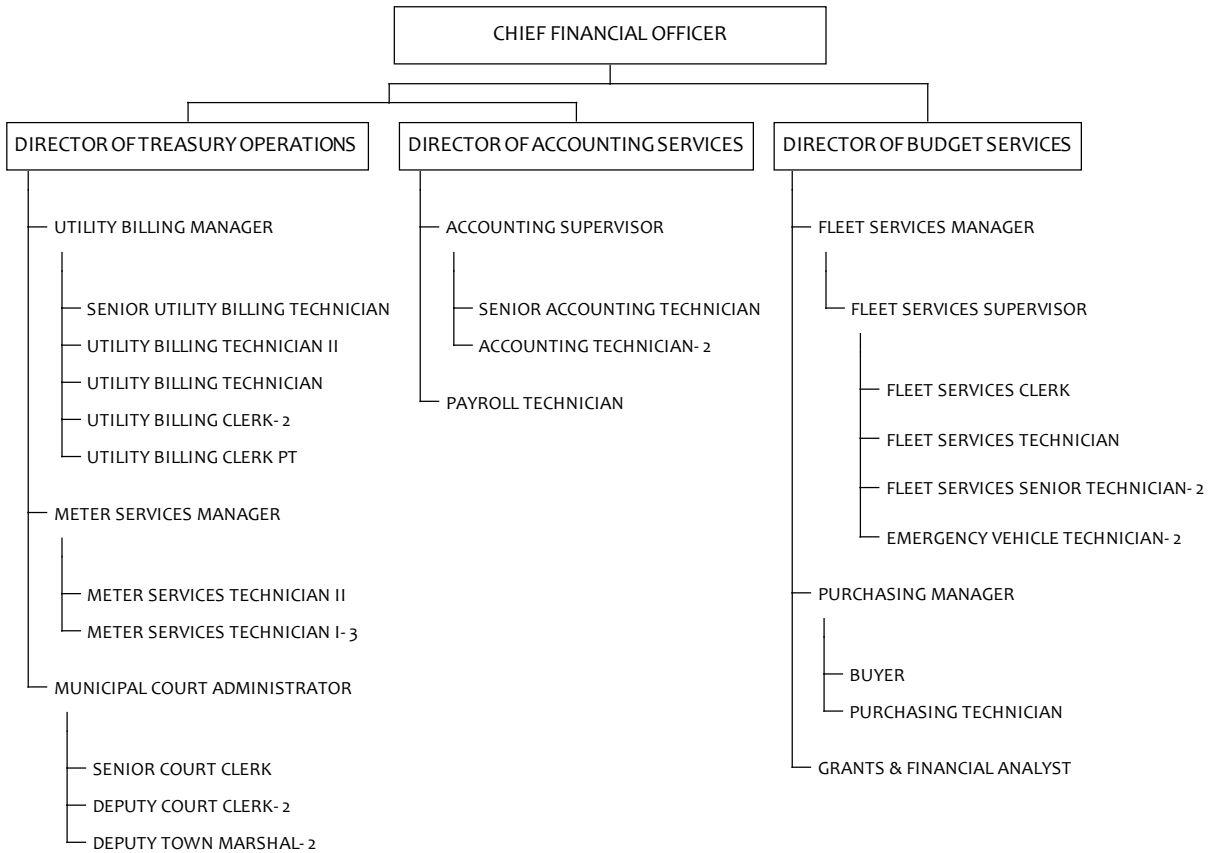 CHIEF FINANCIAL OFFICER
DIRECTOR OF TREASURY OPERATIONS
UTILITY BILLING MANAGER
SENIOR UTILITY BILLING TECHNICIAN
UTILITY BILLING TECHNICIAN II
UTILITY BILLING TECHNICIAN
UTILITY BILLING CLERK- 2
UTILITY BILLING CLERK PT
METER SERVICES MANAGER
METER SERVICES TECHNICIAN II
METER SERVICES TECHNICIAN I- 3
MUNICIPAL COURT ADMINISTRATOR
SENIOR COURT CLERK
DEPUTY COURT CLERK- 2
DEPUTY TOWN MARSHAL- 2
DIRECTOR OF ACCOUNTING SERVICES
ACCOUNTING SUPERVISOR
SENIOR ACCOUNTING TECHNICIAN
ACCOUNTING TECHNICIAN- 2
PAYROLL TECHNICIAN
DIRECTOR OF BUDGET SERVICES
FLEET SERVICES MANAGER
FLEET SERVICES SUPERVISOR
FLEET SERVICES CLERK
FLEET SERVICES TECHNICIAN
FLEET SERVICES SENIOR TECHNICIAN- 2
EMERGENCY VEHICLE TECHNICIAN- 2
PURCHASING MANAGER
BUYER
PURCHASING TECHNICIAN
GRANTS & FINANCIAL ANALYST